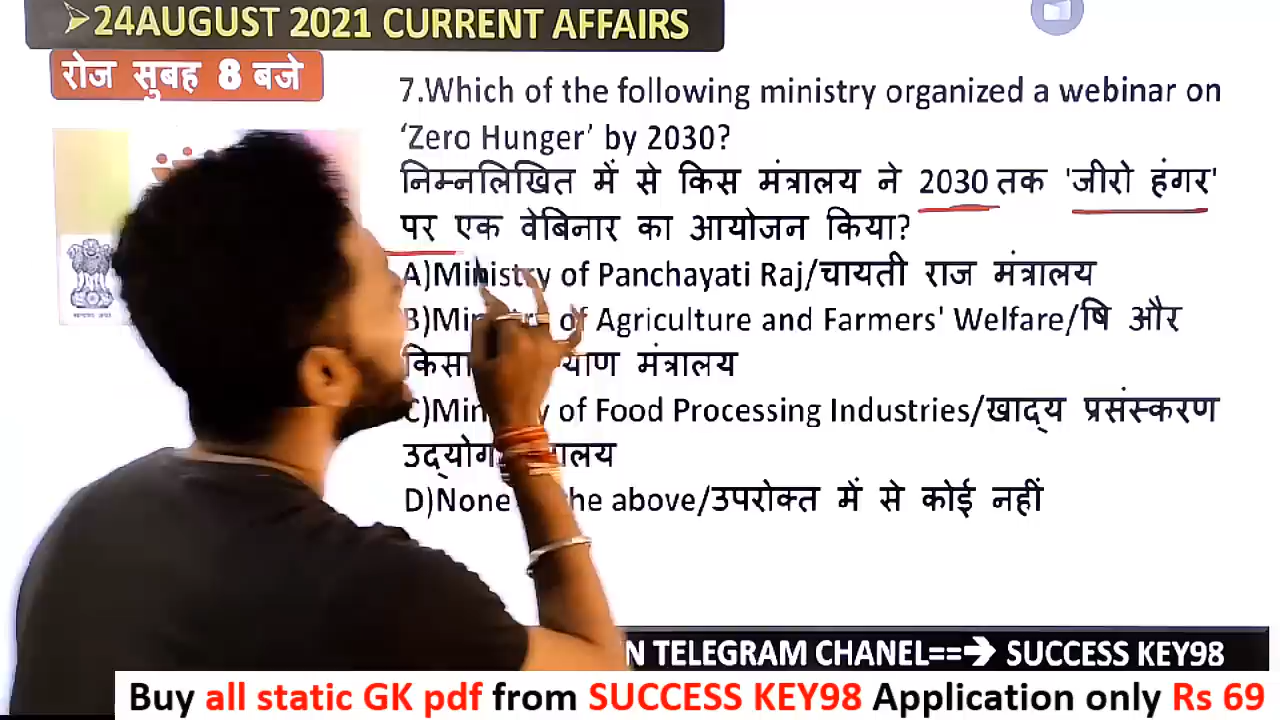 24AUGUST 2021 CURRENT AFFAIRS
रोज सुबह 8 बजे
7.Which of the following ministry organized a webinar on
‘Zero Hunger’ by 2030?
निम्नलिखित में से किस मंत्रालय ने 2030 तक 'जीरो हंगर'
पर एक वेबिनार का आयोजन किया?
A)Ministry of Panchayati Raj/चायती राज मंत्रालय
B) of Agriculture and Farmers' Welfare/षि और
मंत्रालय
C) of Food Processing Industries/खाद्य प्रसंस्करण
उद्योग
D)None the above/उपरोक्त में से कोई नहीं
TELEGRAM CHANEL==➔ SUCCESS KEY98
Buy all static GK pdf from SUCCESS KEY98 Application only Rs 69